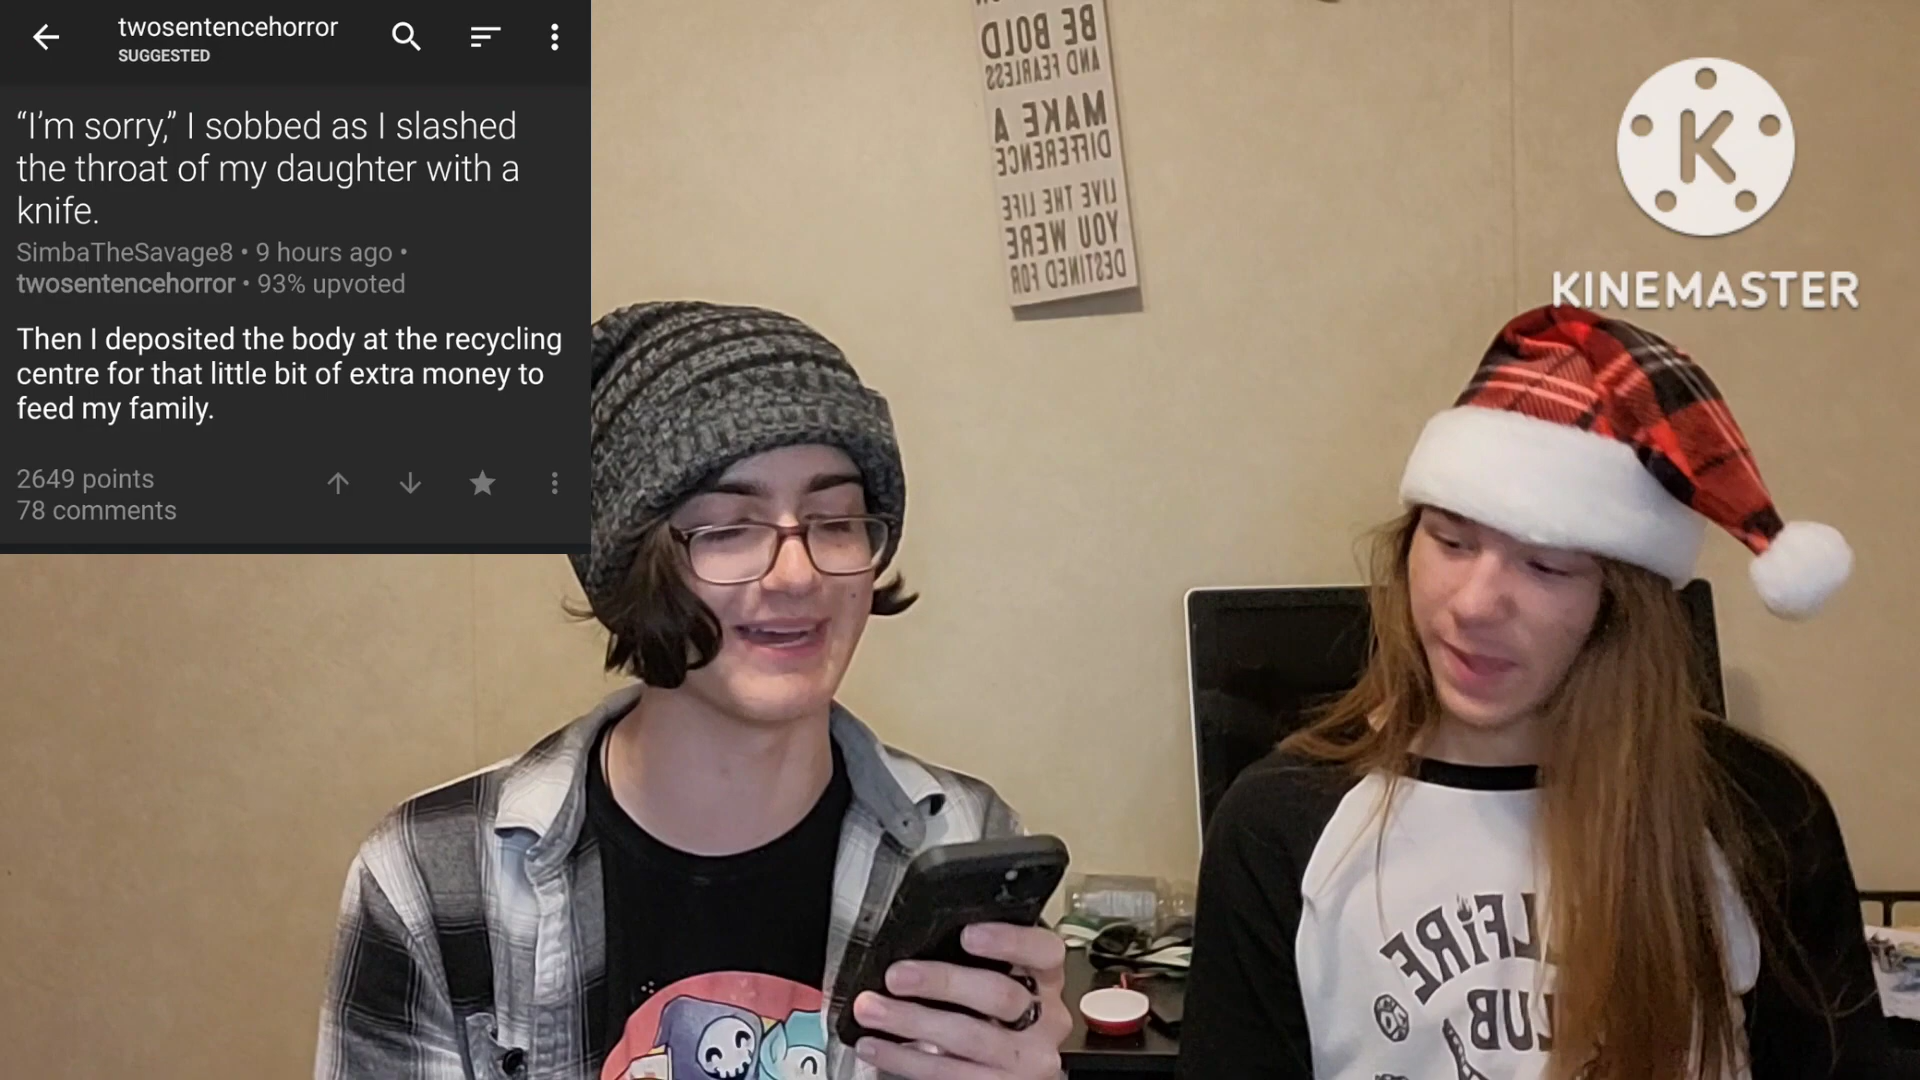 twosentencehorror
SUGGESTED
“I’m sorry,” I sobbed as I slashed
the throat of my daughter with a
knife.
SimbaTheSavage8 • 9 hours ago •
twosentencehorror • 93% upvoted
Then I deposited the body at the recycling
centre for that little bit of extra money to
feed my family.
2649 points
78 comments
BE BOLD
AND FEARLESS
MAKE A
DIFFERENCE
LIVE THE LIFE
YOU WERE
DESTINED FOR
K
KINEMASTER
LFIRE
LUB